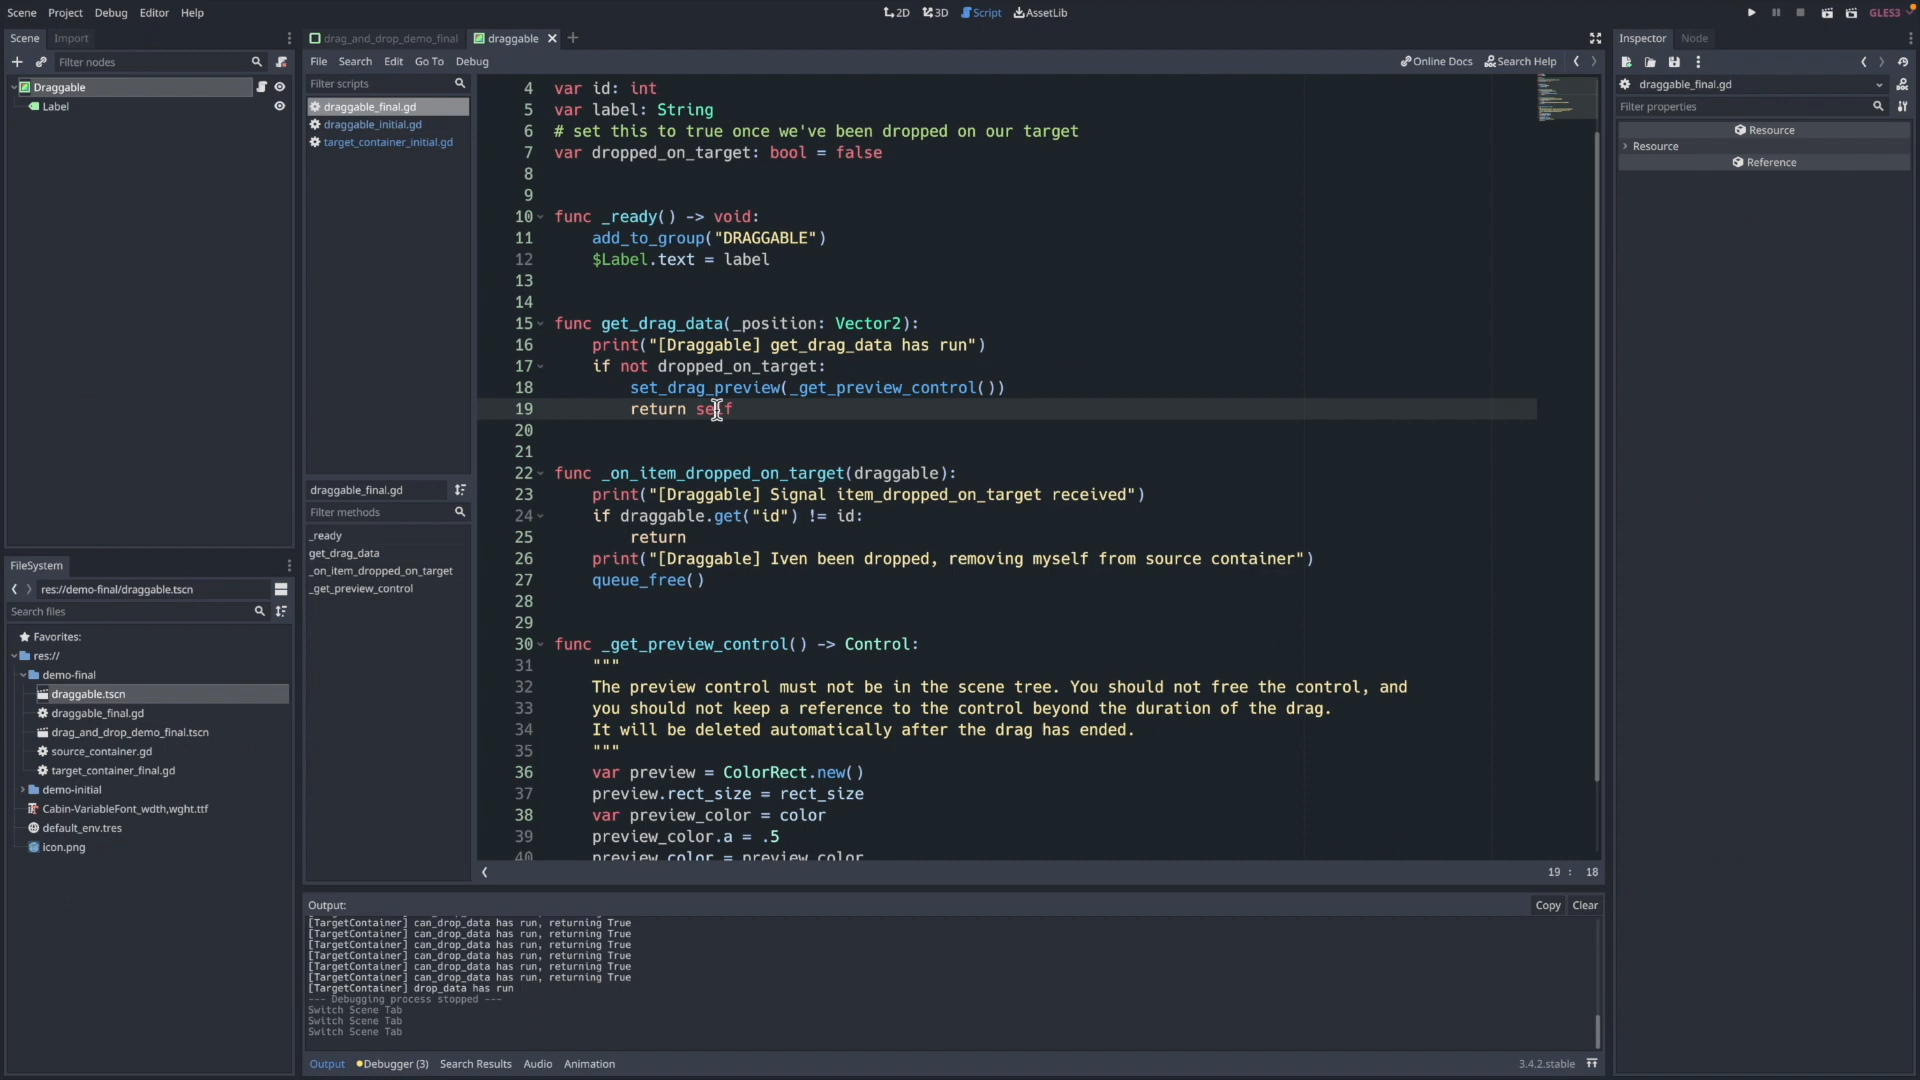 Scene Project Debug Editor Help
2D 3D Script AssetLib
GLES3
Scene Import
Filter nodes
Draggable
Label
drag_and_drop_demo_final draggable
File Search Edit Go To Debug
Online Docs Search Help
Filter scripts
draggable_final.gd
draggable_initial.gd
target_container_initial.gd
draggable_final.gd
Filter methods
_ready
get_drag_data
_on_item_dropped_on_target
_get_preview_control
4 var id: int
5 var label: String
6 # set this to true once we've been dropped on our target
7 var dropped_on_target: bool = false
8
9
10 func _ready() -> void:
11 add_to_group("DRAGGABLE")
12 $Label.text = label
13
14
15 func get_drag_data(_position: Vector2):
16 print("[Draggable] get_drag_data has run")
17 if not dropped_on_target:
18 set_drag_preview(_get_preview_control())
19 return self
20
21
22 func _on_item_dropped_on_target(draggable):
23 print("[Draggable] Signal item_dropped_on_target received")
24 if draggable.get("id") != id:
25 return
26 print("[Draggable] Iven been dropped, removing myself from source container")
27 queue_free()
28
29
30 func _get_preview_control() -> Control:
31 """
32 The preview control must not be in the scene tree. You should not free the control, and
33 you should not keep a reference to the control beyond the duration of the drag.
34 It will be deleted automatically after the drag has ended.
35 """
36 var preview = ColorRect.new()
37 preview.rect_size = rect_size
38 var preview_color = color
39 preview_color.a = .5
40 preview.color = preview_color
19 : 18
FileSystem
res://demo-final/draggable.tscn
Search files
Favorites:
res://
demo-final
draggable.tscn
draggable_final.gd
drag_and_drop_demo_final.tscn
source_container.gd
target_container_final.gd
demo-initial
Cabin-VariableFont_wdth,wght.ttf
default_env.tres
icon.png
Output:
Copy Clear
[TargetContainer] can_drop_data has run, returning True
[TargetContainer] can_drop_data has run, returning True
[TargetContainer] can_drop_data has run, returning True
[TargetContainer] can_drop_data has run, returning True
[TargetContainer] can_drop_data has run, returning True
[TargetContainer] can_drop_data has run, returning True
[TargetContainer] drop_data has run
--- Debugging process stopped ---
Switch Scene Tab
Switch Scene Tab
Switch Scene Tab
Output Debugger (3) Search Results Audio Animation
3.4.2.stable
Inspector Node
draggable_final.gd
Filter properties
Resource
Resource
Reference